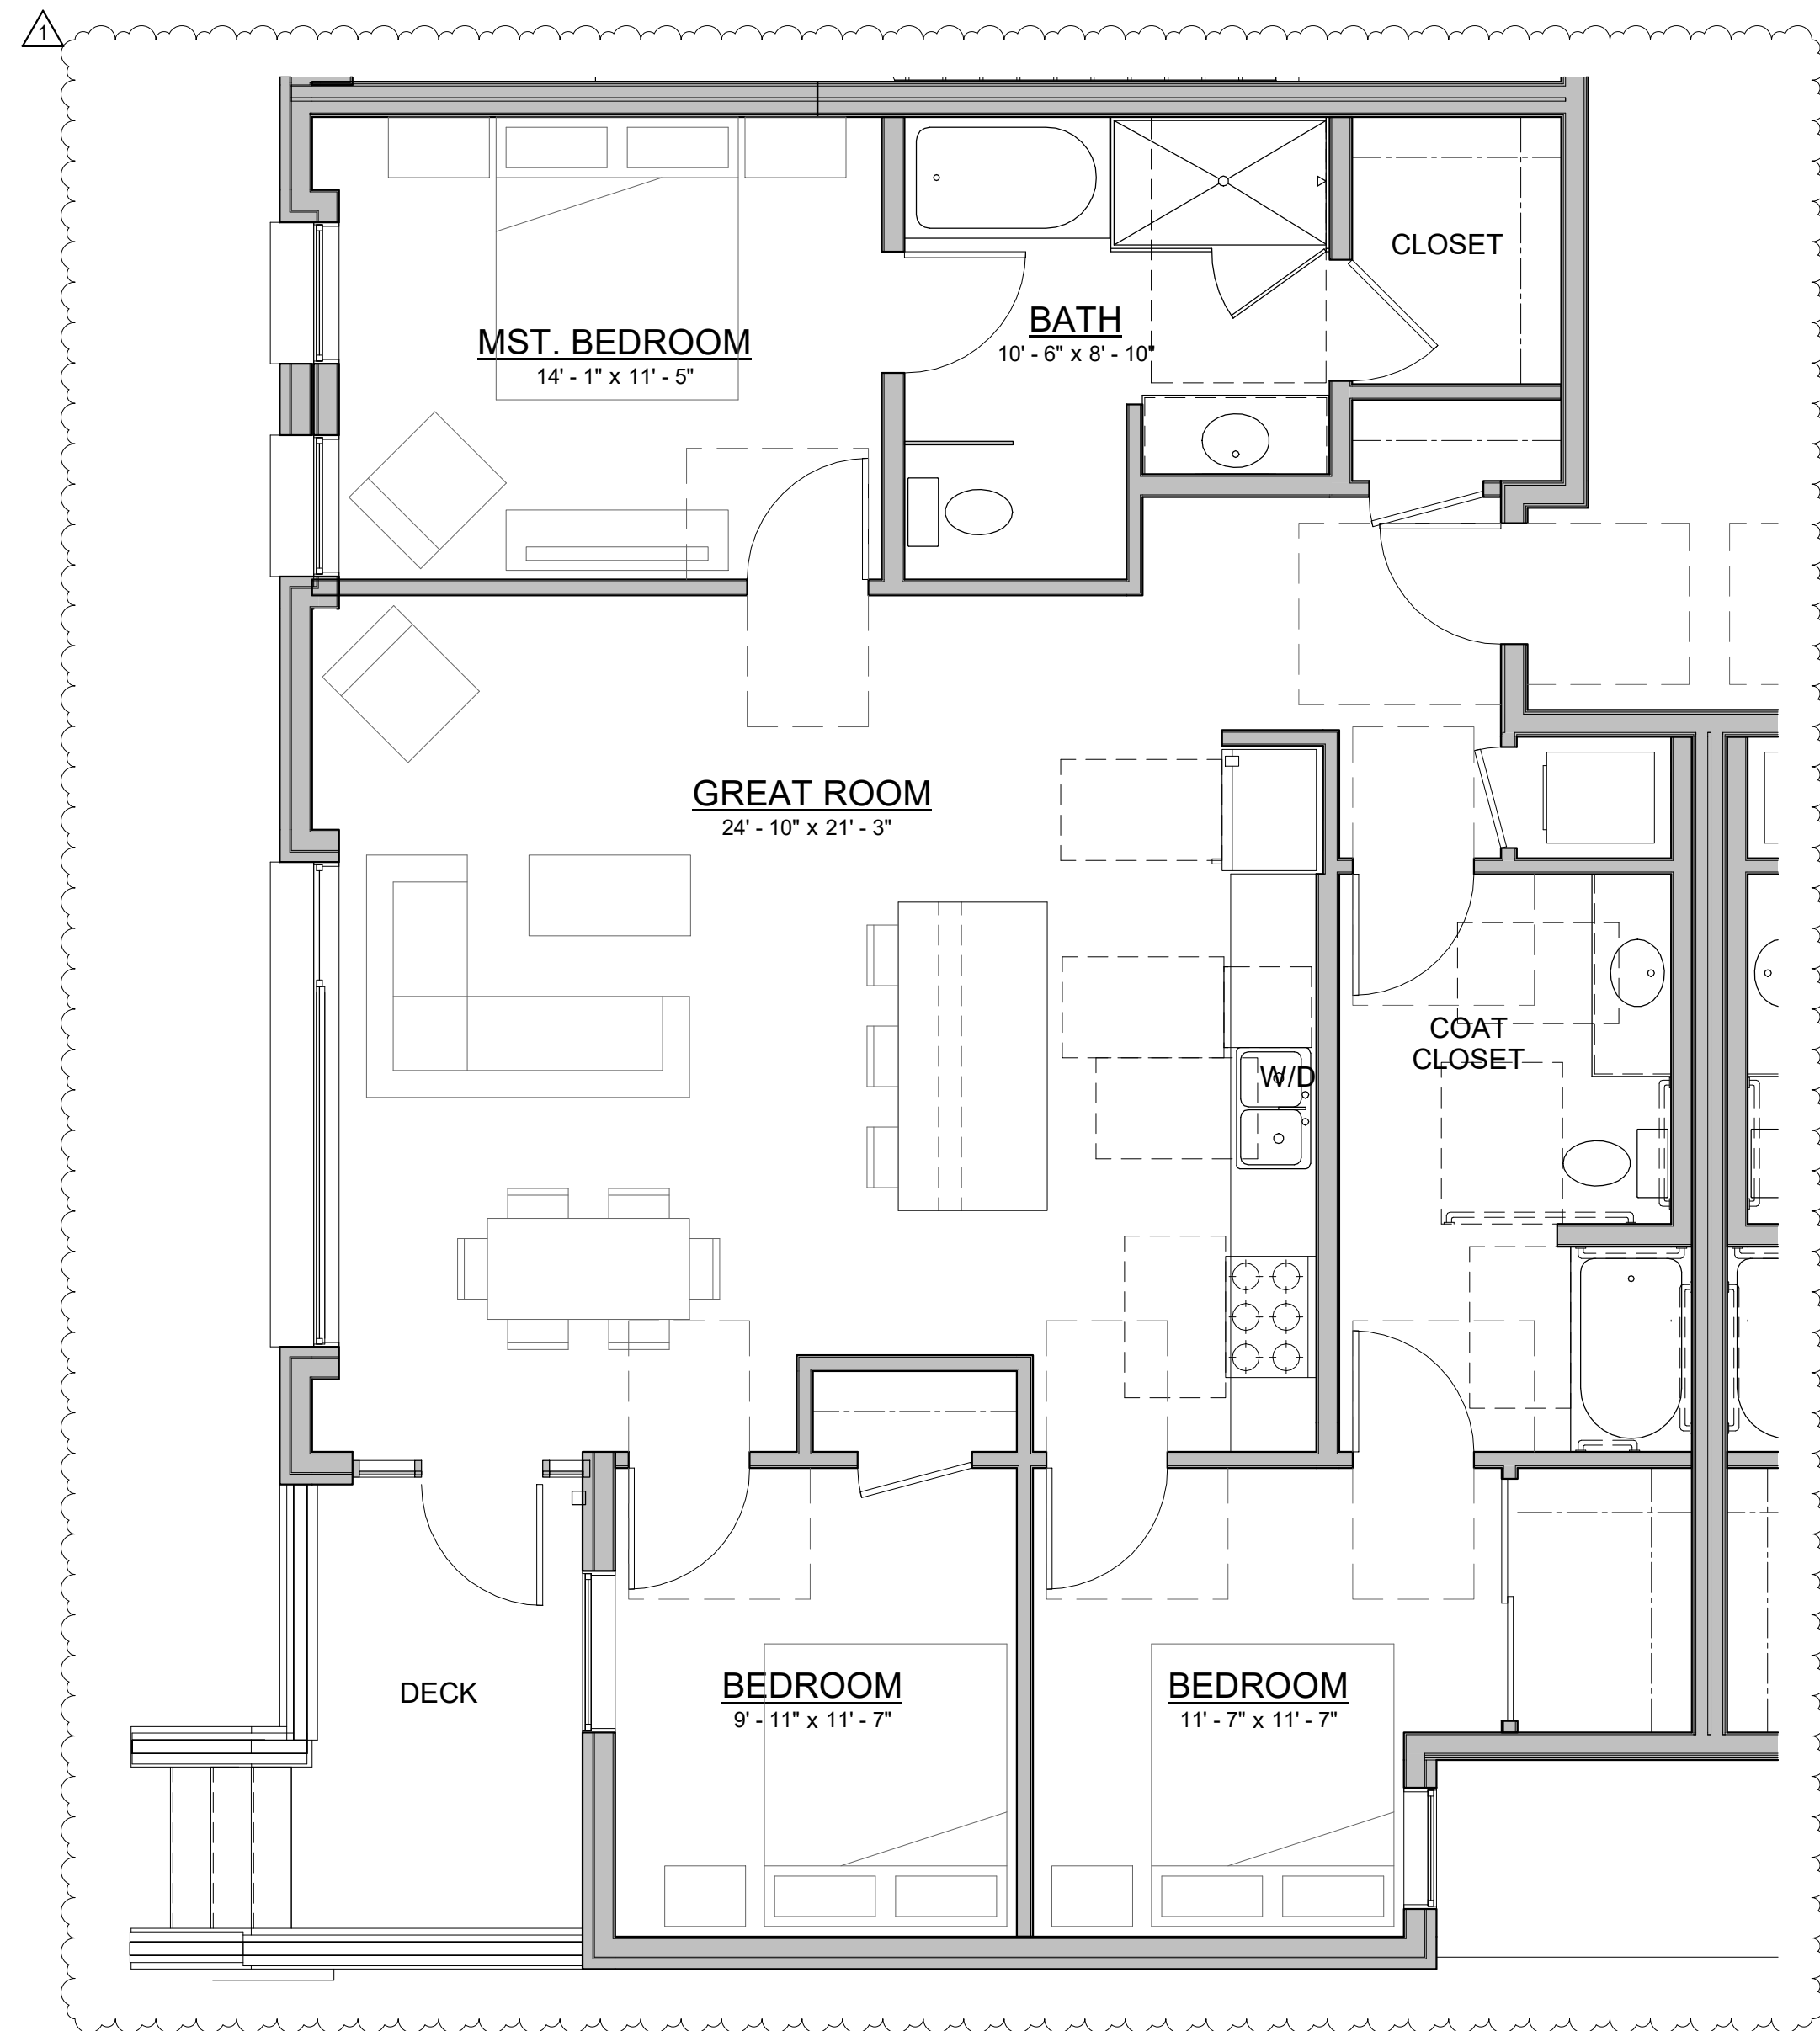 1
CLOSET
MST. BEDROOM
14' - 1" x 11' - 5"
BATH
10' - 6" x 8' - 10"
GREAT ROOM
24' - 10" x 21' - 3"
COAT
CLOSET
W/D
DECK
BEDROOM
9' - 11" x 11' - 7"
BEDROOM
11' - 7" x 11' - 7"